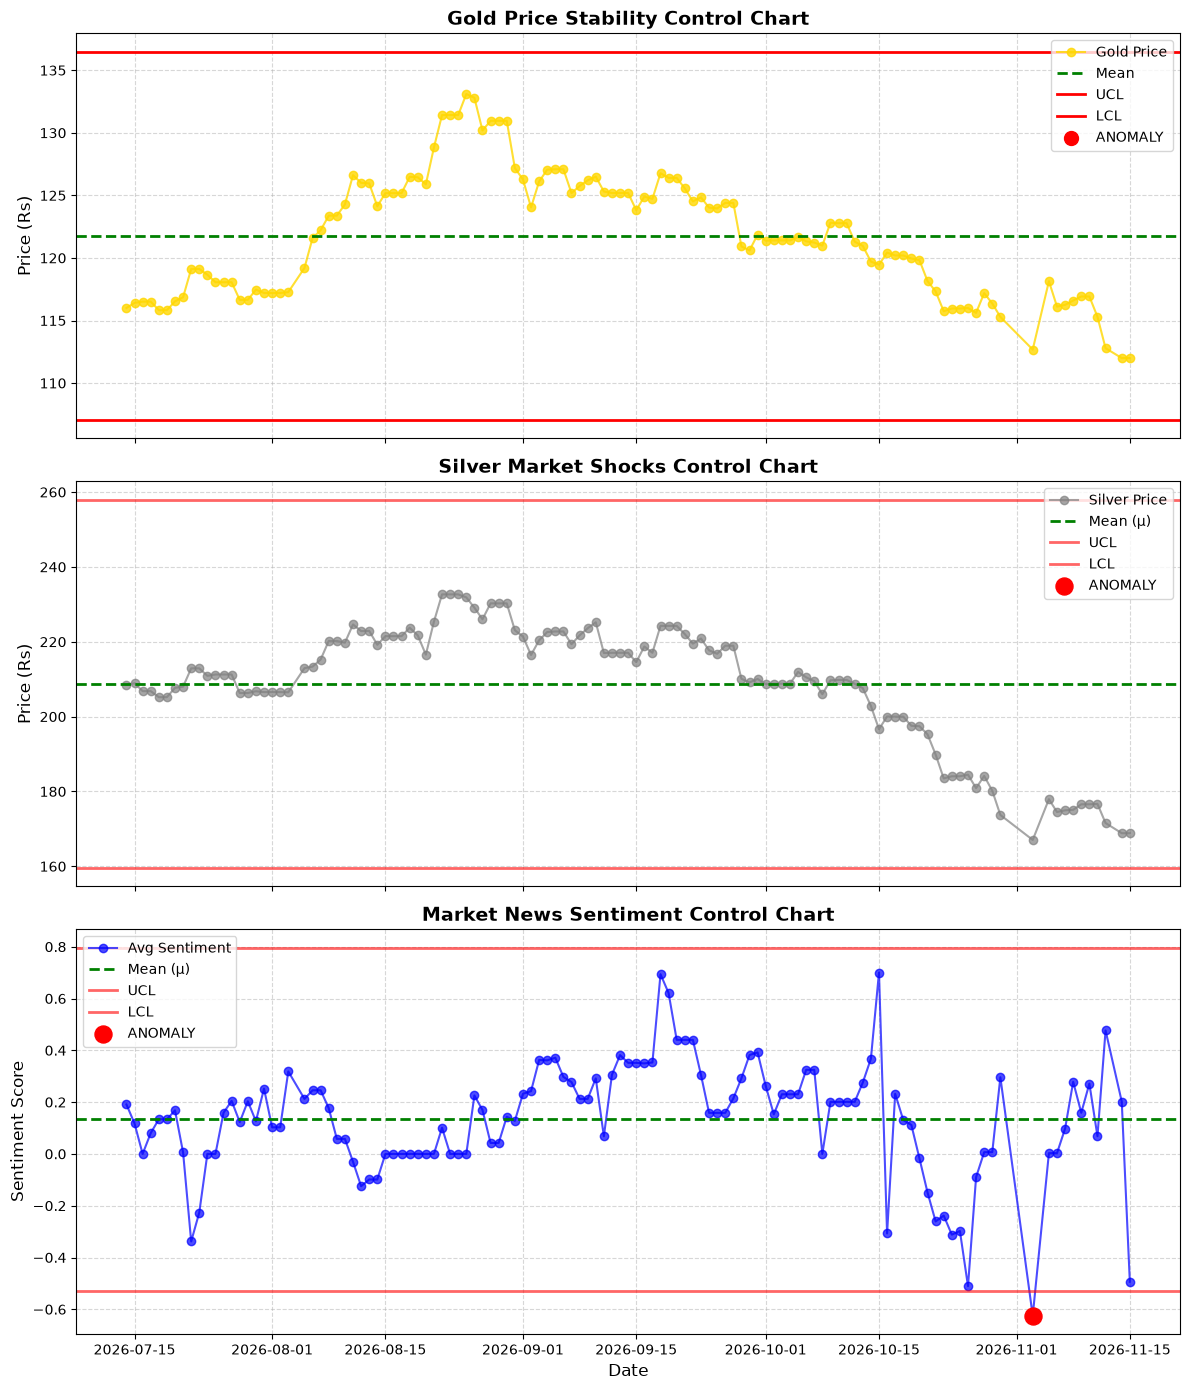 Gold Price Stability Control Chart
Price (Rs)
135
130
125
120
115
110
Gold Price
Mean
UCL
LCL
ANOMALY
Silver Market Shocks Control Chart
Price (Rs)
260
240
220
200
180
160
Silver Price
Mean (μ)
UCL
LCL
ANOMALY
Market News Sentiment Control Chart
Sentiment Score
0.8
0.6
0.4
0.2
0.0
−0.2
−0.4
−0.6
Avg Sentiment
Mean (μ)
UCL
LCL
ANOMALY
2026-07-15 2026-08-01 2026-08-15 2026-09-01 2026-09-15 2026-10-01 2026-10-15 2026-11-01 2026-11-15
Date